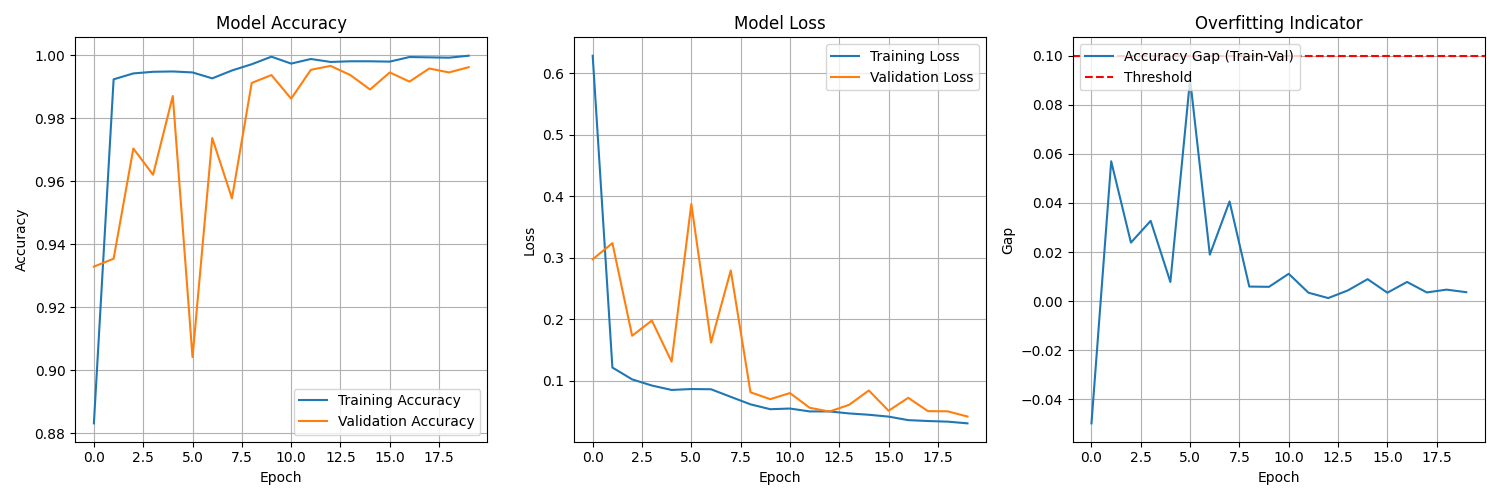 Model Accuracy
Accuracy
1.00
0.98
0.96
0.94
0.92
0.90
0.88
0.0 2.5 5.0 7.5 10.0 12.5 15.0 17.5
Epoch
Training Accuracy
Validation Accuracy
Model Loss
Loss
0.6
0.5
0.4
0.3
0.2
0.1
0.0 2.5 5.0 7.5 10.0 12.5 15.0 17.5
Epoch
Training Loss
Validation Loss
Overfitting Indicator
Gap
0.10
0.08
0.06
0.04
0.02
0.00
−0.02
−0.04
0.0 2.5 5.0 7.5 10.0 12.5 15.0 17.5
Epoch
Accuracy Gap (Train-Val)
Threshold